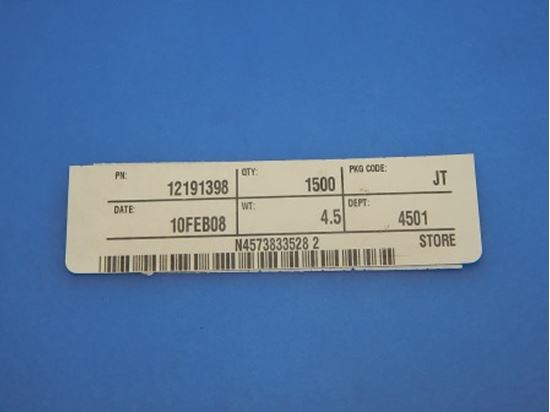 PN: 12191398 QTY: 1500 PKG CODE: JT
DATE: 10FEB08 WT: 4.5 DEPT: 4501
N4573833528 2 STORE